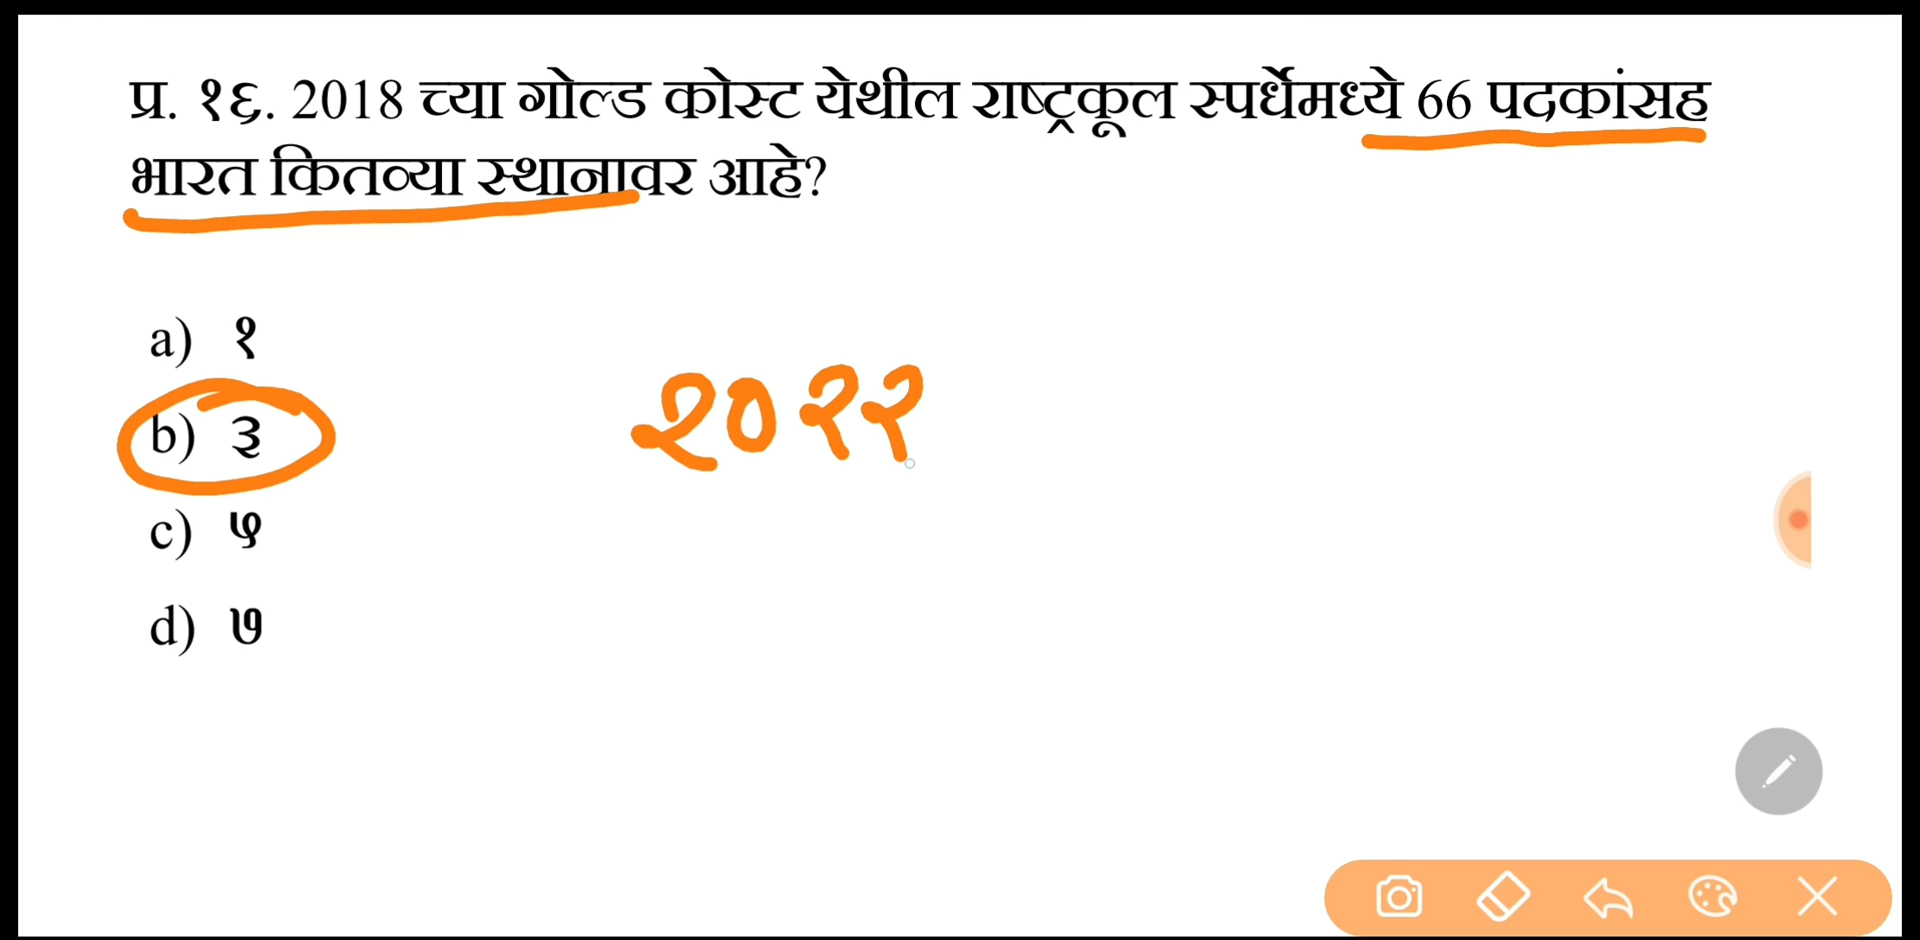 प्र. १६. 2018 च्या गोल्ड कोस्ट येथील राष्ट्रकूल स्पर्धेमध्ये 66 पदकांसह
भारत कितव्या स्थानावर आहे?
a) १
b) ३
२०२२
c) ५
d) ७